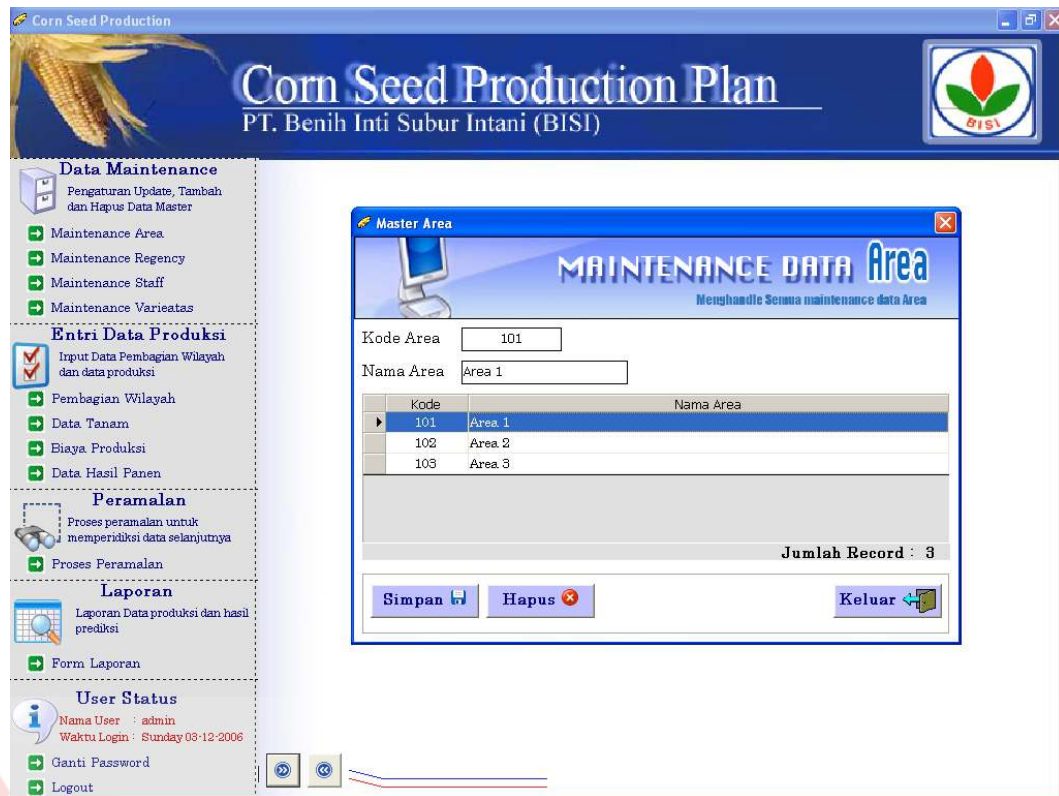 Corn Seed Production
Corn Seed Production Plan
PT. Benih Inti Subur Intani (BISI)
BISI
Data Maintenance
Pengaturan Update, Tambah
dan Hapus Data Master
Maintenance Area
Maintenance Regency
Maintenance Staff
Maintenance Varieatas
Entri Data Produksi
Input Data Pembagian Wilayah
dan data produksi
Pembagian Wilayah
Data Tanam
Biaya Produksi
Data Hasil Panen
Peramalan
Proses peramalan untuk
memperidiksi data selanjutnya
Proses Peramalan
Laporan
Laporan Data produksi dan hasil
prediksi
Form Laporan
User Status
Nama User : admin
Waktu Login : Sunday 03-12-2006
Ganti Password
Logout
Master Area
MAINTENANCE DATA Area
Menghandle Semua maintenance data Area
Kode Area 101
Nama Area Area 1
Kode Nama Area
101 Area 1
102 Area 2
103 Area 3
Jumlah Record : 3
Simpan Hapus Keluar